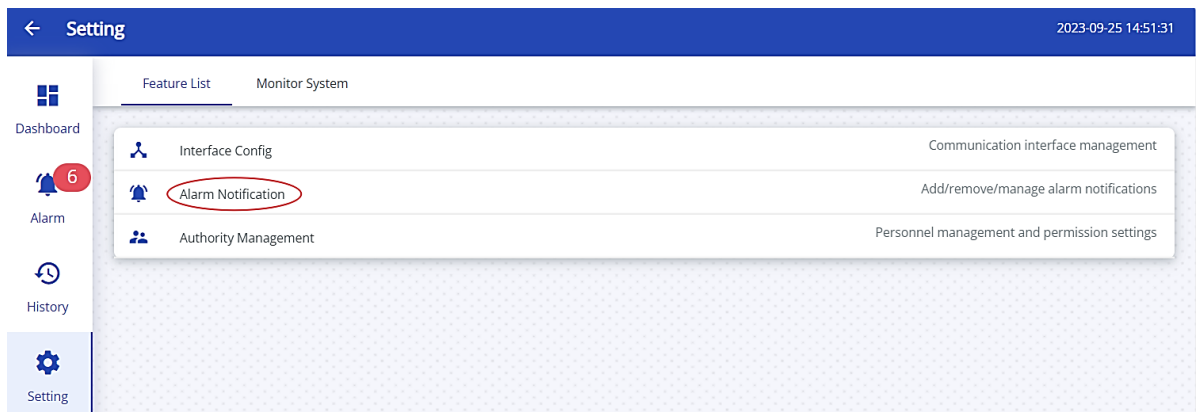 Setting
2023-09-25 14:51:31
Dashboard
6
Alarm
History
Setting
Feature List
Monitor System
Interface Config
Communication interface management
Alarm Notification
Add/remove/manage alarm notifications
Authority Management
Personnel management and permission settings